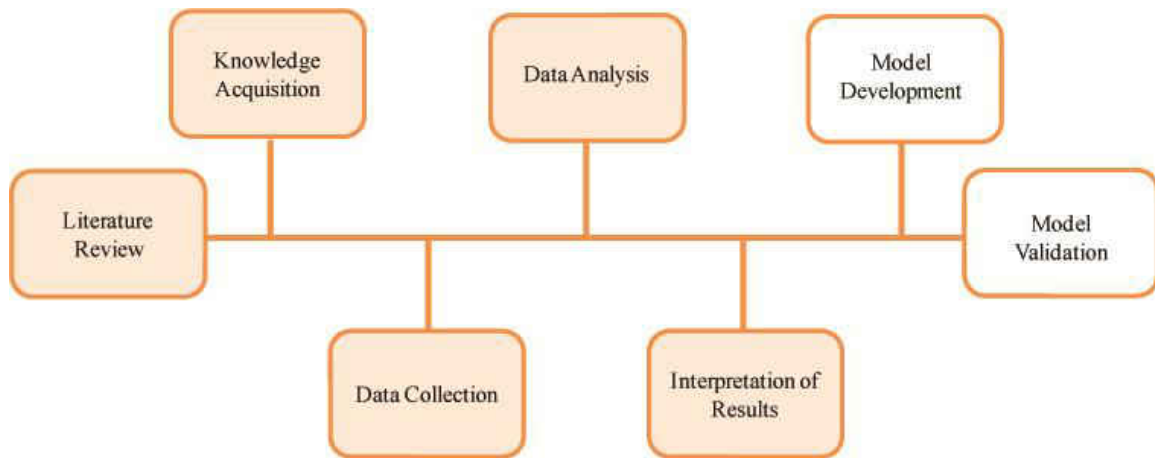 Knowledge
Acquisition
Data Analysis
Model
Development
Literature
Review
Model
Validation
Data Collection
Interpretation of
Results